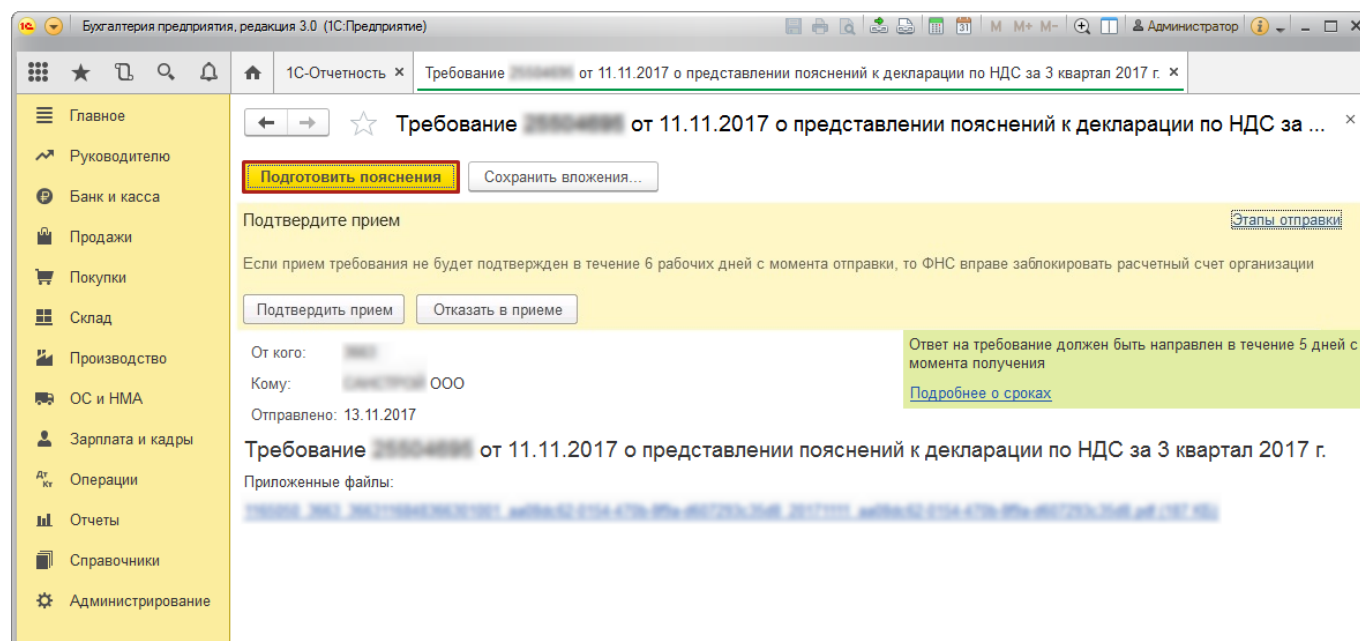 Бухгалтерия предприятия, редакция 3.0 (1С:Предприятие)
M M+ M-
Администратор
1С-Отчетность ×
Требование от 11.11.2017 о представлении пояснений к декларации по НДС за 3 квартал 2017 г. ×
Главное
Руководителю
Банк и касса
Продажи
Покупки
Склад
Производство
ОС и НМА
Зарплата и кадры
Операции
Отчеты
Справочники
Администрирование
Требование от 11.11.2017 о представлении пояснений к декларации по НДС за ... ×
Подготовить пояснения
Сохранить вложения...
Подтвердите прием
Этапы отправки
Если прием требования не будет подтвержден в течение 6 рабочих дней с момента отправки, то ФНС вправе заблокировать расчетный счет организации
Подтвердить прием
Отказать в приеме
От кого:
Кому: ООО
Отправлено: 13.11.2017
Ответ на требование должен быть направлен в течение 5 дней с
момента получения
Подробнее о сроках
Требование от 11.11.2017 о представлении пояснений к декларации по НДС за 3 квартал 2017 г.
Приложенные файлы: